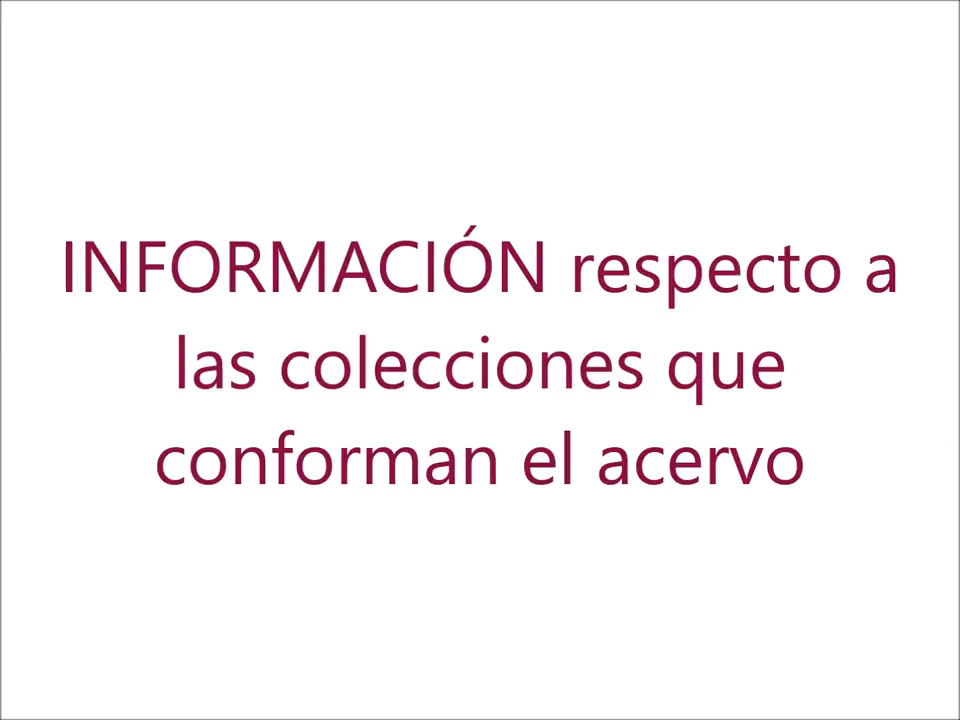 INFORMACIÓN respecto a
las colecciones que
conforman el acervo